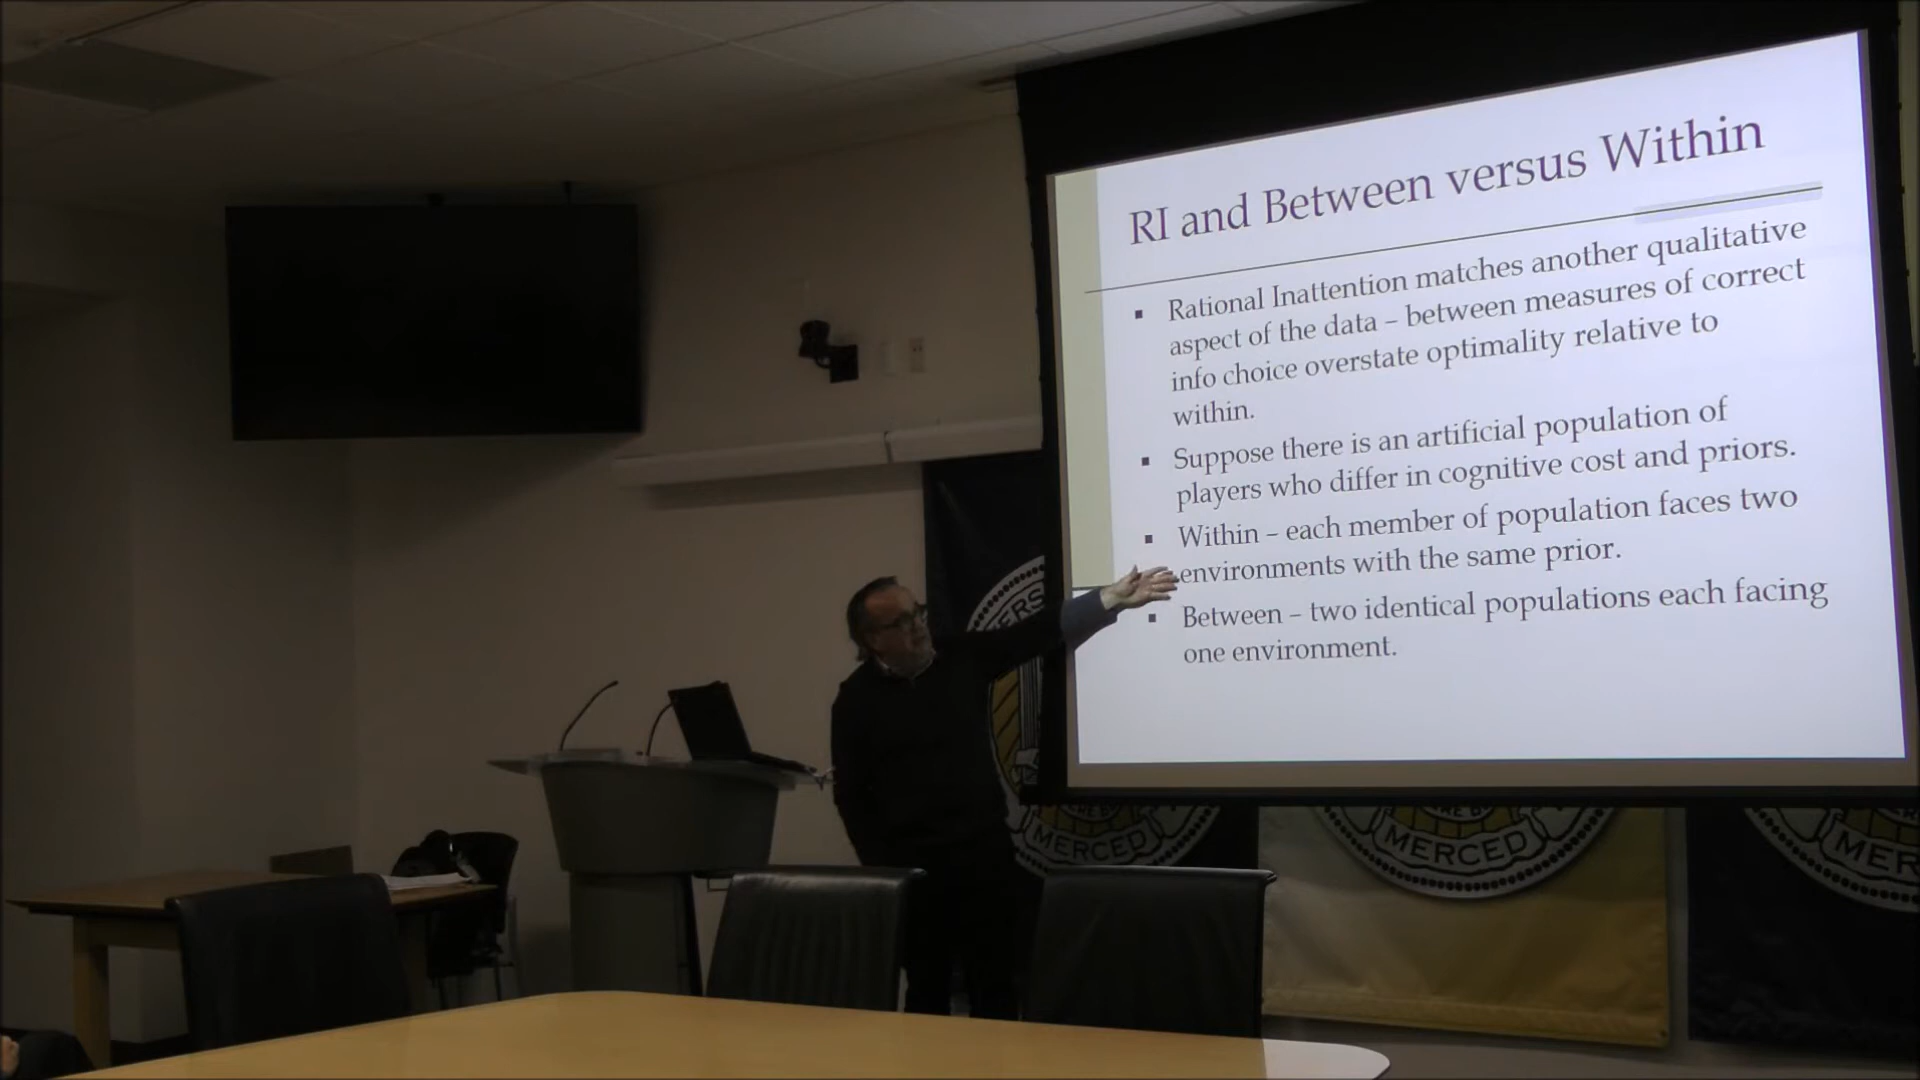 RI and Between versus Within
▪ Rational Inattention matches another qualitative
aspect of the data – between measures of correct
info choice overstate optimality relative to
within.
▪ Suppose there is an artificial population of
players who differ in cognitive cost and priors.
▪ Within – each member of population faces two
environments with the same prior.
▪ Between – two identical populations each facing
one environment.
ERS
MERCED
MERCED
MER